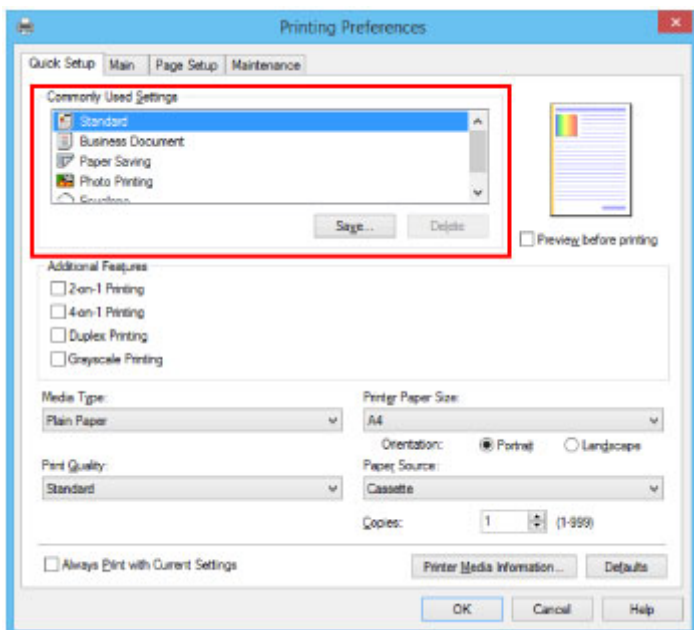 Printing Preferences
Quick Setup Main Page Setup Maintenance
Commonly Used Settings
Standard
Business Document
Paper Saving
Photo Printing
Envelope
Save... Delete
Preview before printing
Additional Features
2-on-1 Printing
4-on-1 Printing
Duplex Printing
Grayscale Printing
Media Type: Printer Paper Size:
Plain Paper A4
Orientation: Portrait Landscape
Print Quality: Paper Source:
Standard Cassette
Copies: 1 (1-999)
Always Print with Current Settings Printer Media Information... Defaults
OK Cancel Help